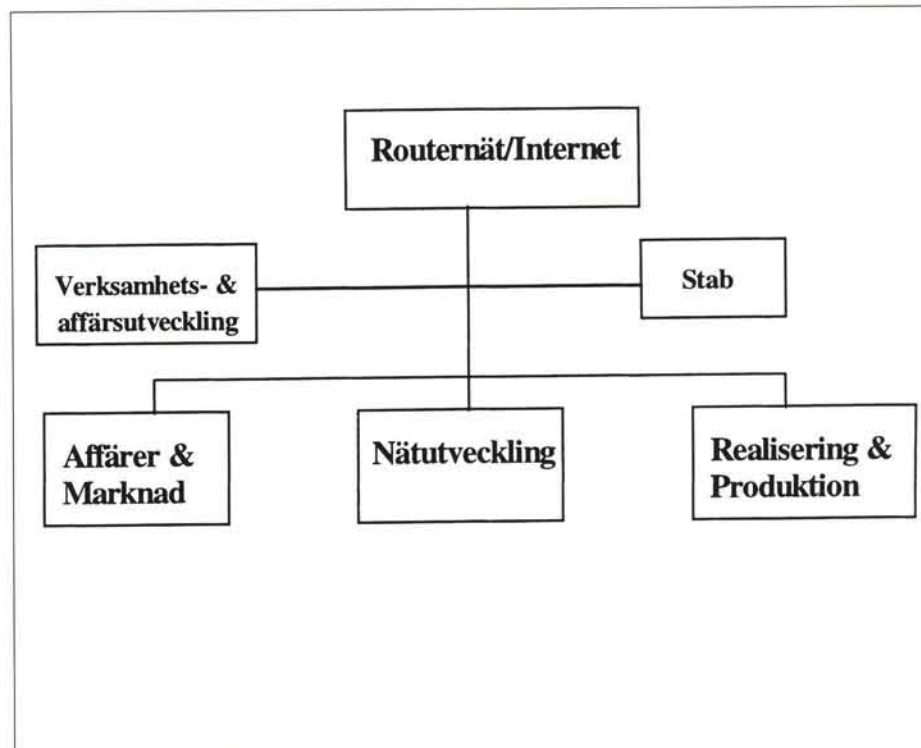 Routernät/Internet
Verksamhets- &
affärsutveckling
Stab
Affärer &
Marknad
Nätutveckling
Realisering &
Produktion